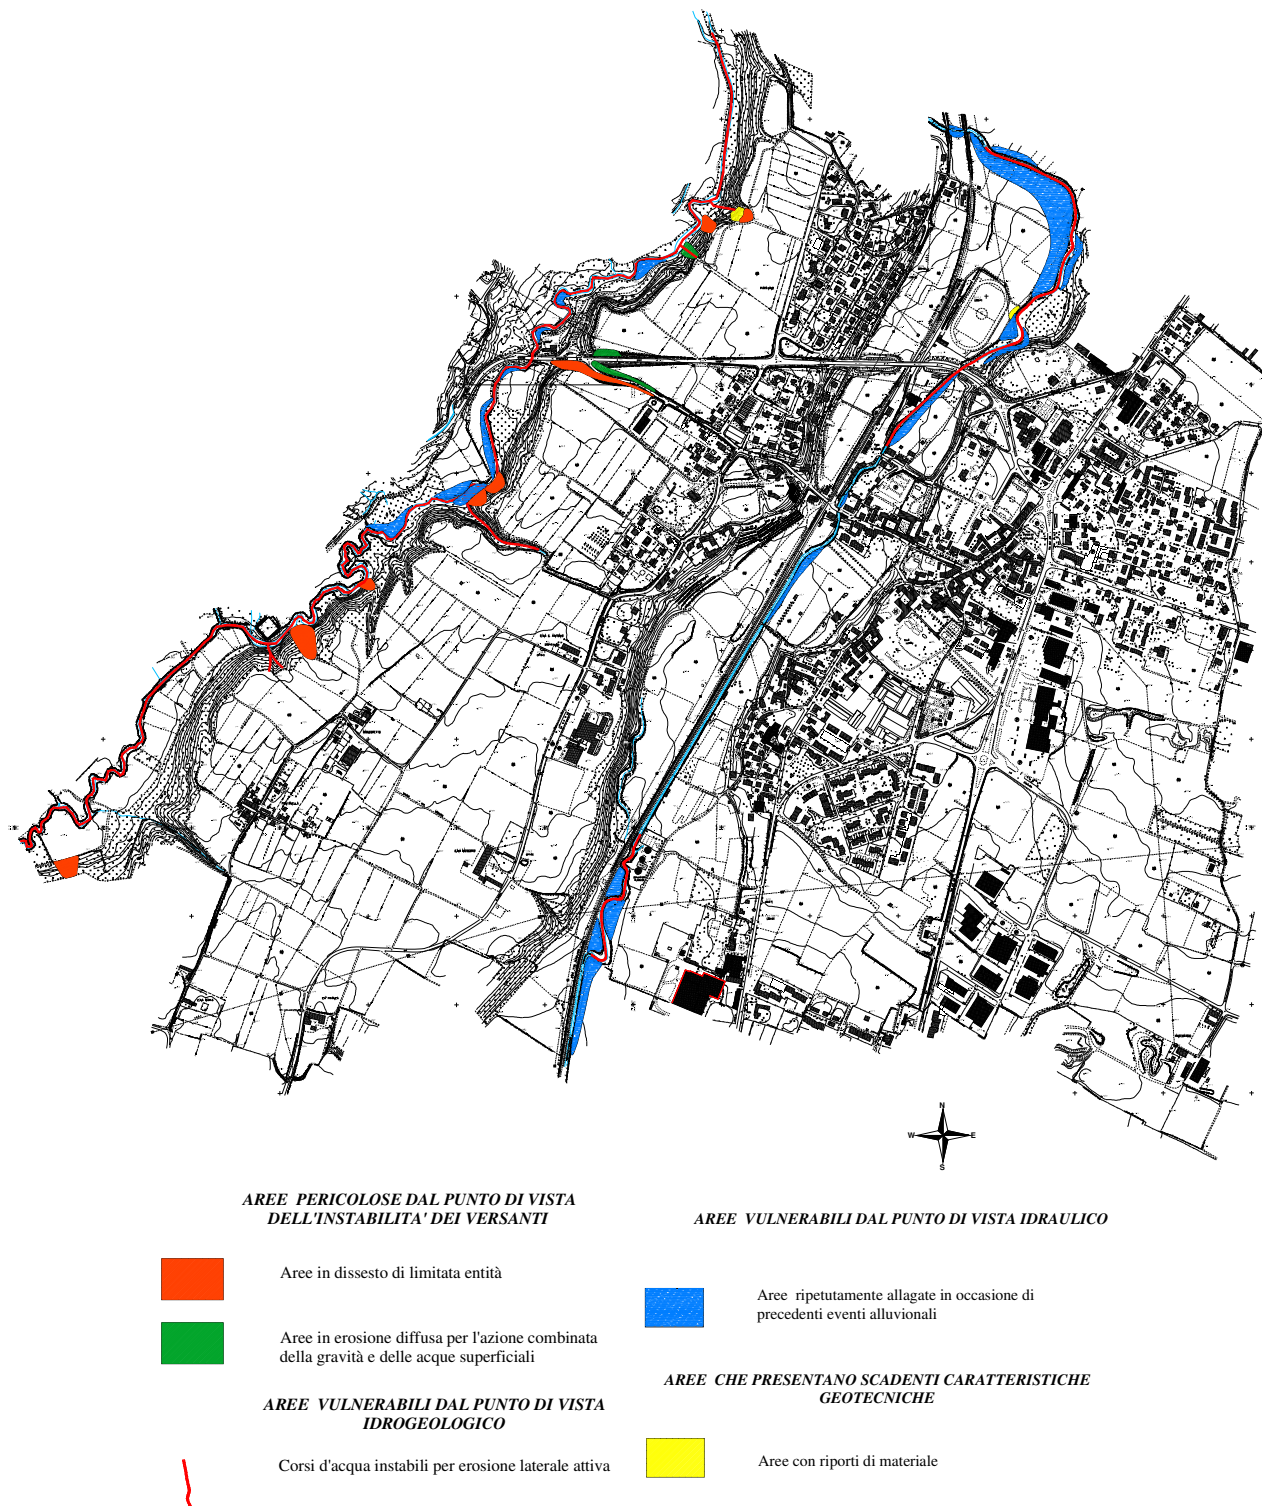 N
W
E
S
AREE PERICOLOSE DAL PUNTO DI VISTA
DELL'INSTABILITA' DEI VERSANTI
Aree in dissesto di limitata entità
Aree in erosione diffusa per l'azione combinata
della gravità e delle acque superficiali
AREE VULNERABILI DAL PUNTO DI VISTA
IDROGEOLOGICO
Corsi d'acqua instabili per erosione laterale attiva
AREE VULNERABILI DAL PUNTO DI VISTA IDRAULICO
Aree ripetutamente allagate in occasione di
precedenti eventi alluvionali
AREE CHE PRESENTANO SCADENTI CARATTERISTICHE
GEOTECNICHE
Aree con riporti di materiale